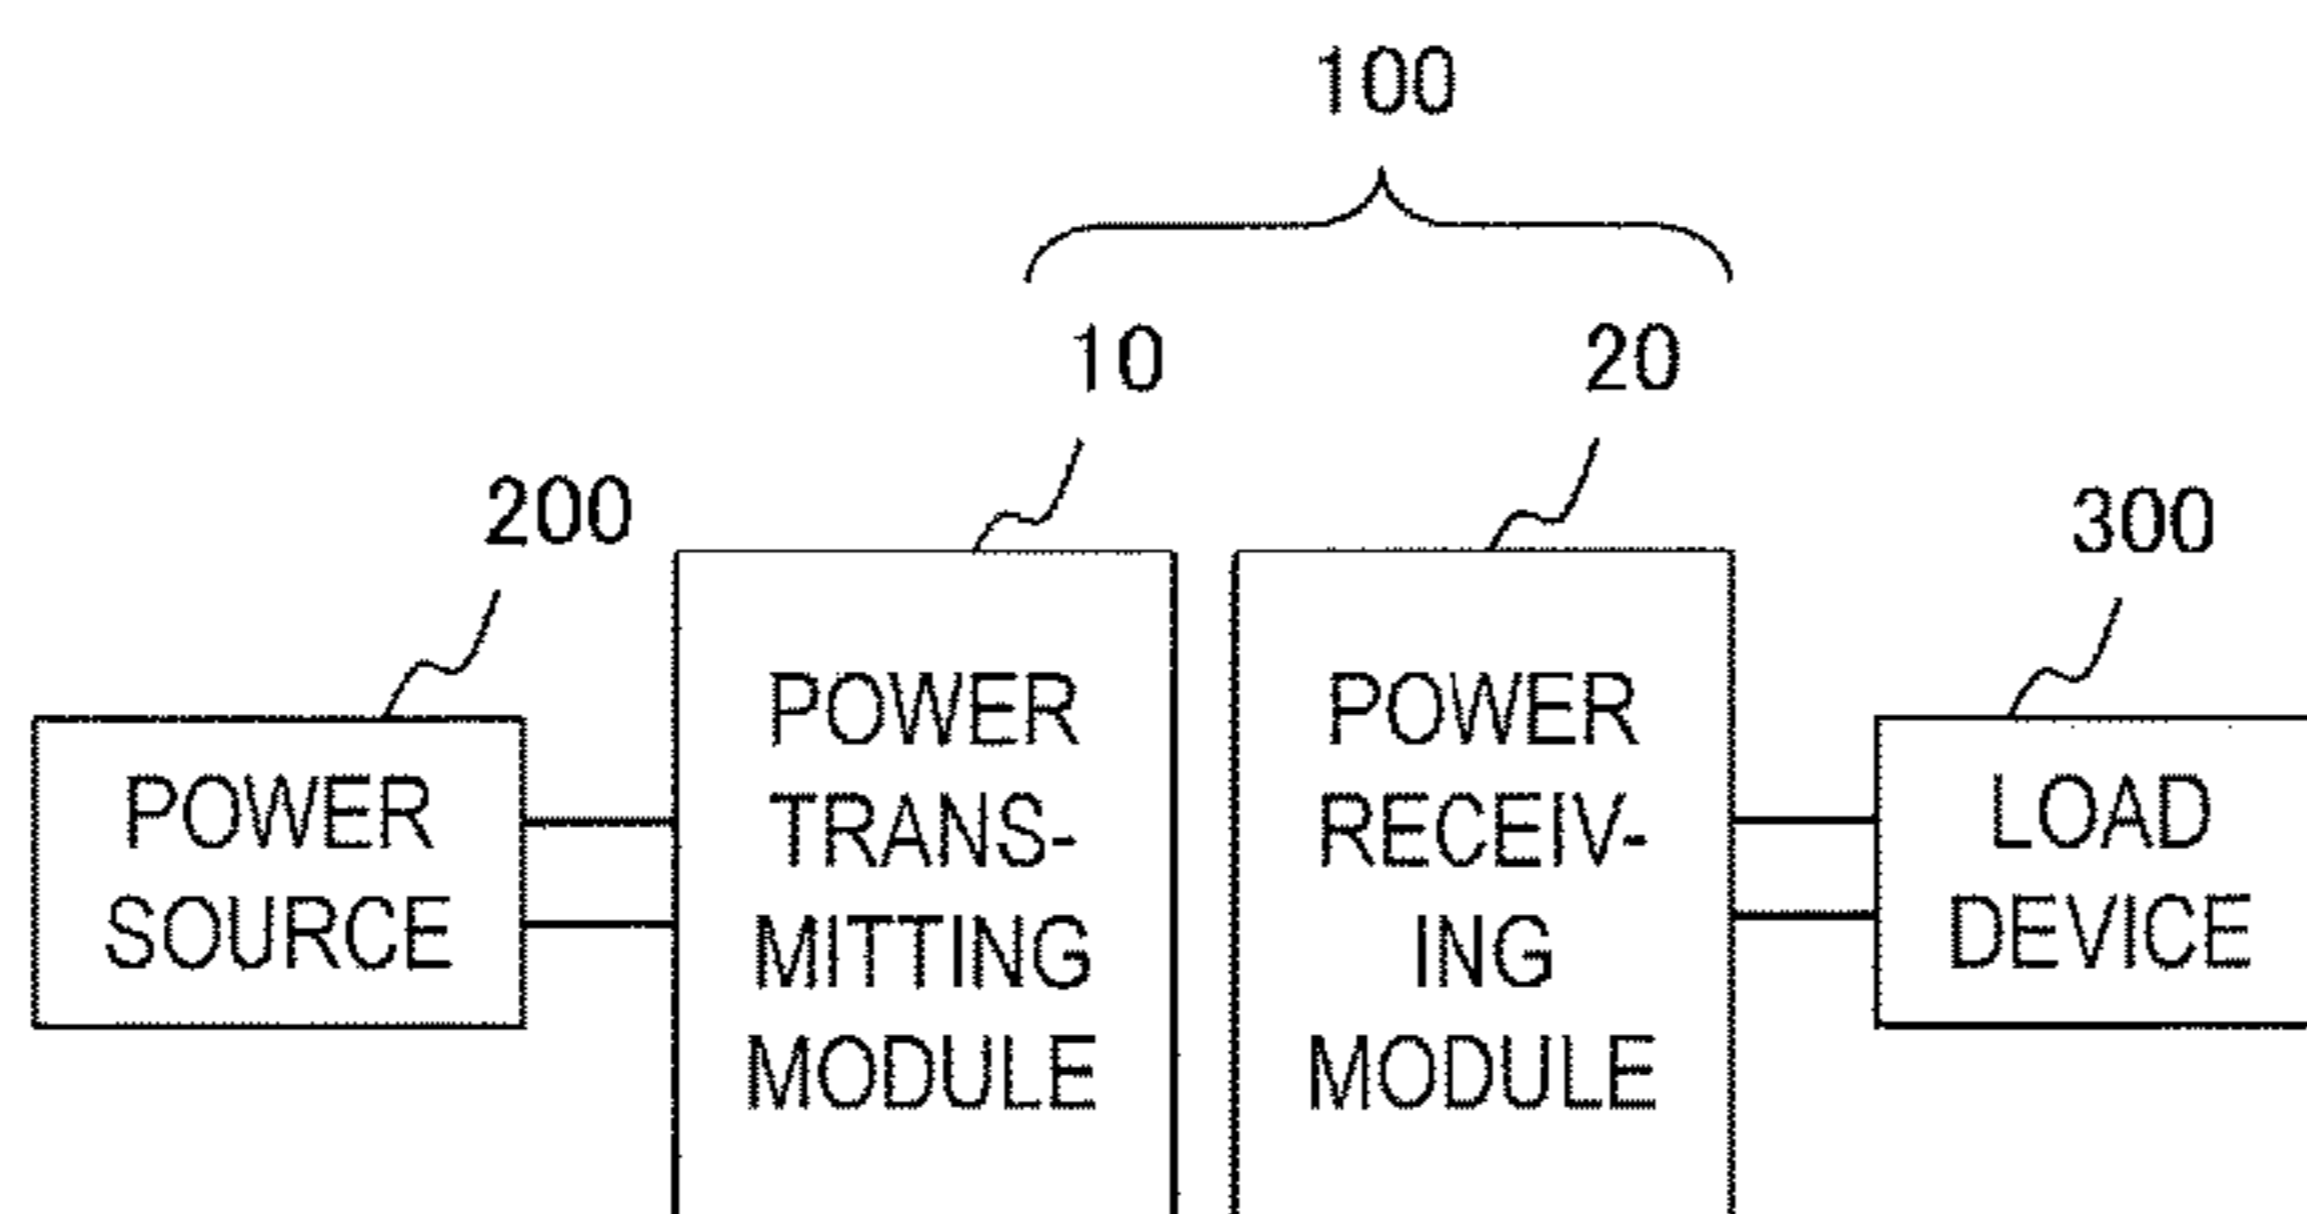 100
10
20
200
300
POWER
SOURCE
POWER
TRANS-
MITTING
MODULE
POWER
RECEIV-
ING
MODULE
LOAD
DEVICE